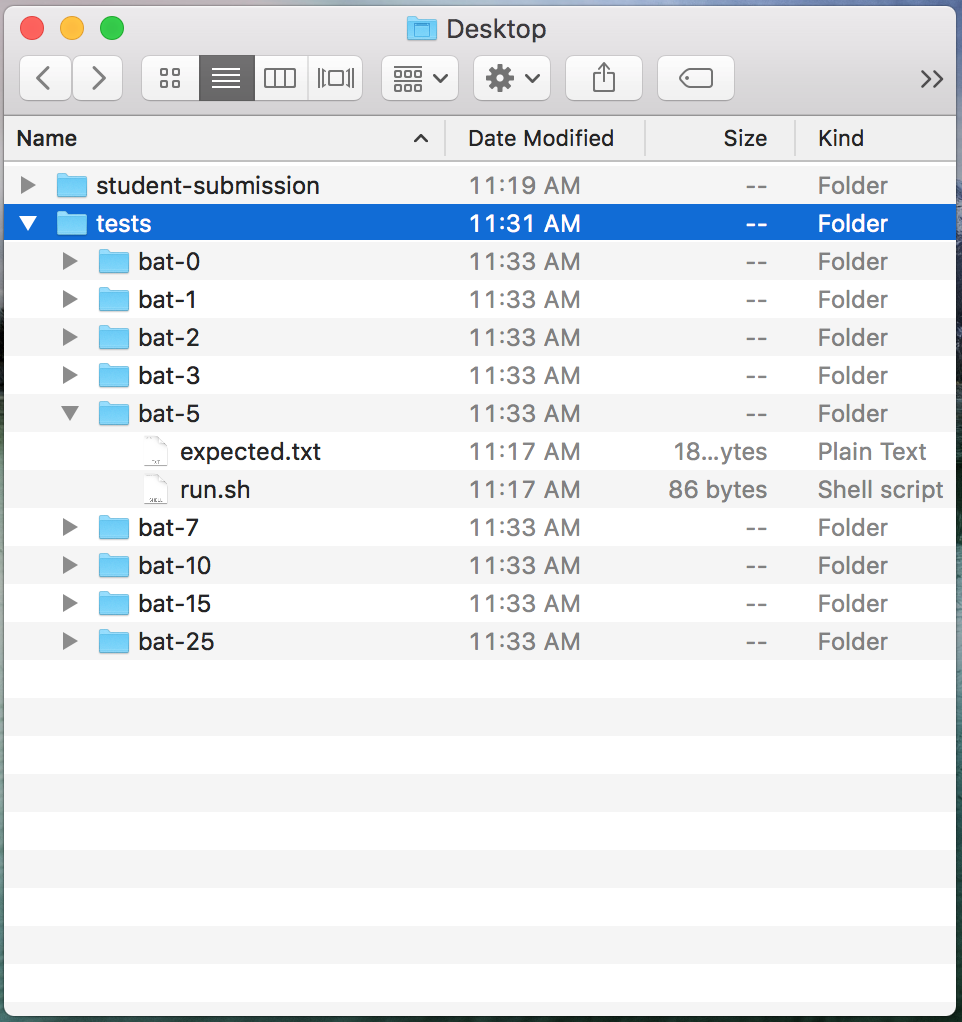 Desktop
Name Date Modified Size Kind
student-submission 11:19 AM -- Folder
tests 11:31 AM -- Folder
bat-0 11:33 AM -- Folder
bat-1 11:33 AM -- Folder
bat-2 11:33 AM -- Folder
bat-3 11:33 AM -- Folder
bat-5 11:33 AM -- Folder
TXT expected.txt 11:17 AM 18...ytes Plain Text
SHELL run.sh 11:17 AM 86 bytes Shell script
bat-7 11:33 AM -- Folder
bat-10 11:33 AM -- Folder
bat-15 11:33 AM -- Folder
bat-25 11:33 AM -- Folder